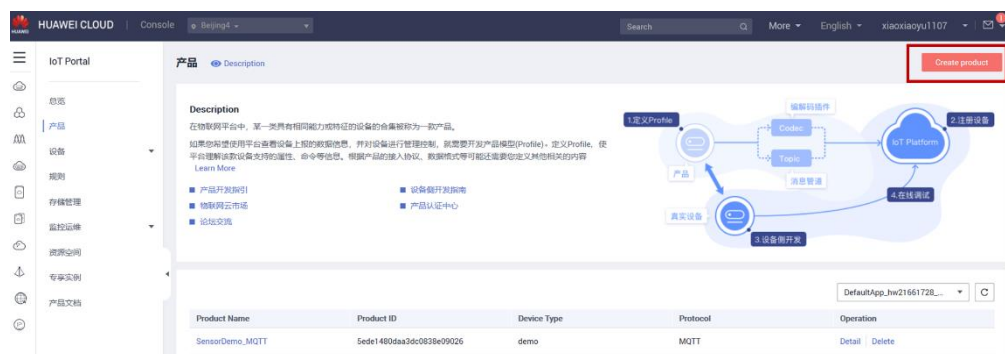 HUAWEI
HUAWEI CLOUD
Console
Beijing4
Search
More
English
xiaoxiaoyu1107
IoT Portal
总览
产品
设备
规则
存储管理
监控运维
资源空间
专享实例
产品文档
产品
Description
Create product
Description
在物联网平台中，某一类具有相同能力或特征的设备的合集被称为一款产品。
如果您希望使用平台查看设备上报的数据信息，并对设备进行管理控制，就需要开发产品模型(Profile)。定义Profile，使
平台理解该款设备支持的属性、命令等信息。根据产品的接入协议、数据格式等可能还需要您定义其他相关的内容
Learn More
产品开发指引
设备侧开发指南
物联网云市场
产品认证中心
论坛交流
1.定义Profile
编解码插件
Codec
2.注册设备
IoT Platform
Topic
产品
消息管道
4.在线调试
真实设备
3.设备侧开发
DefaultApp_hw21661728_...
Product Name
Product ID
Device Type
Protocol
Operation
SensorDemo_MQTT
5ede1480daa3dc0838e09026
demo
MQTT
Detail
Delete